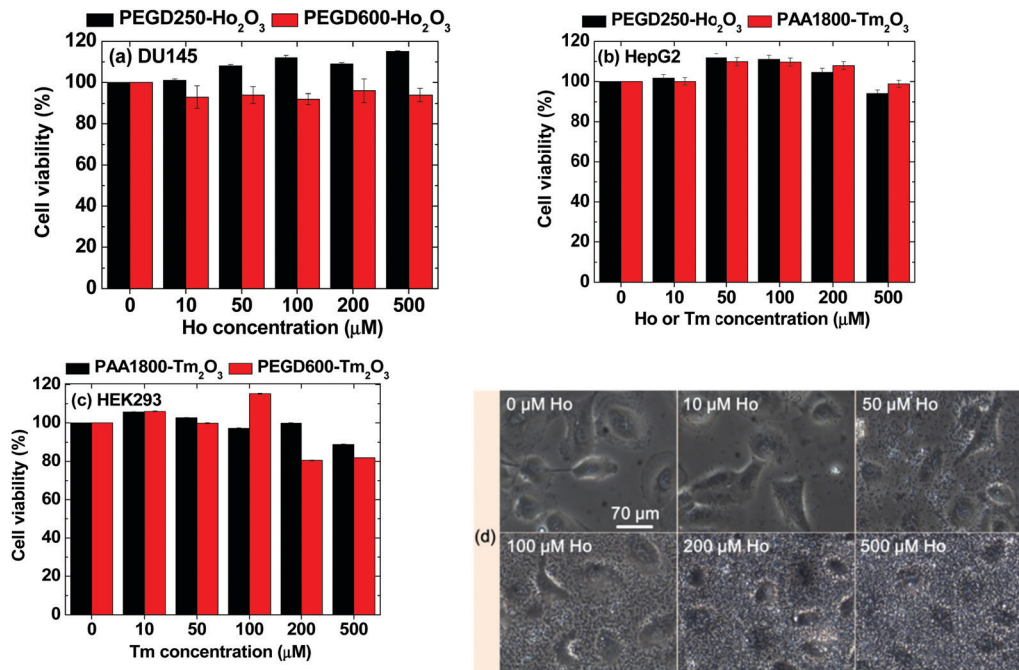 PEGD250-Ho₂O₃ PEGD600-Ho₂O₃
(a) DU145
Cell viability (%)
120
100
80
60
40
20
0
0 10 50 100 200 500
Ho concentration (μM)
PEGD250-Ho₂O₃ PAA1800-Tm₂O₃
(b) HepG2
Cell viability (%)
120
100
80
60
40
20
0
0 10 50 100 200 500
Ho or Tm concentration (μM)
PAA1800-Tm₂O₃ PEGD600-Tm₂O₃
(c) HEK293
Cell viability (%)
120
100
80
60
40
20
0
0 10 50 100 200 500
Tm concentration (μM)
(d)
0 μM Ho 10 μM Ho 50 μM Ho
70 μm
100 μM Ho 200 μM Ho 500 μM Ho